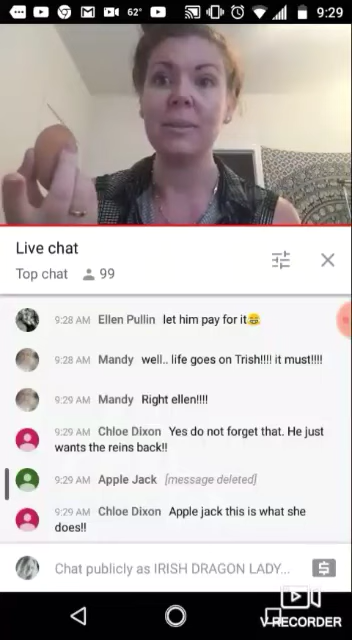 62°
9:29
Live chat
Top chat 99
9:28 AM Ellen Pullin let him pay for it😂
9:28 AM Mandy well.. life goes on Trish!!!! it must!!!!
9:29 AM Mandy Right ellen!!!!
9:29 AM Chloe Dixon Yes do not forget that. He just
wants the reins back!!
9:29 AM Apple Jack [message deleted]
9:29 AM Chloe Dixon Apple jack this is what she
does!!
Chat publicly as IRISH DRAGON LADY...
V RECORDER